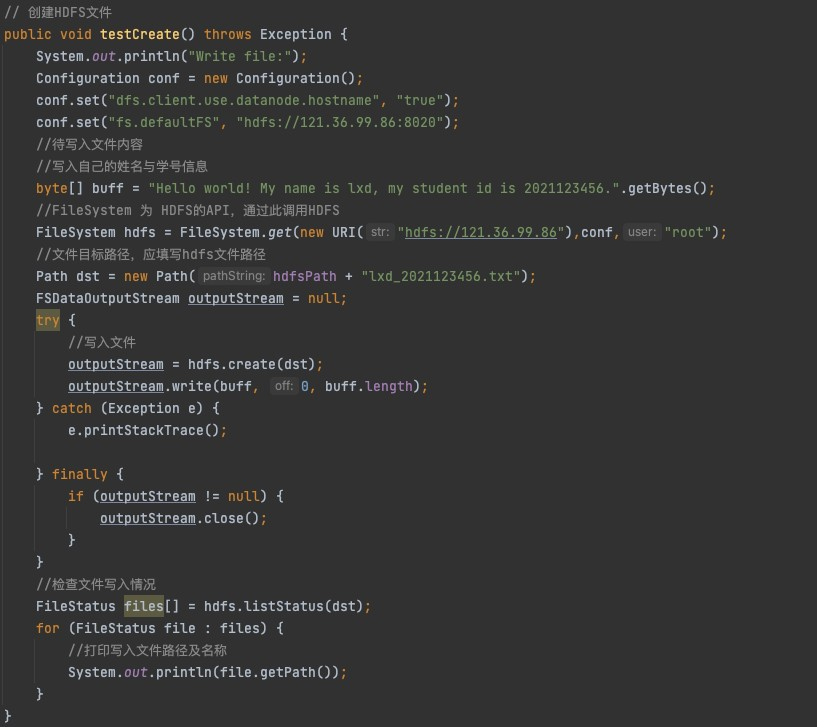 // 创建HDFS文件
public void testCreate() throws Exception {
    System.out.println("Write file:");
    Configuration conf = new Configuration();
    conf.set("dfs.client.use.datanode.hostname", "true");
    conf.set("fs.defaultFS", "hdfs://121.36.99.86:8020");
    //待写入文件内容
    //写入自己的姓名与学号信息
    byte[] buff = "Hello world! My name is lxd, my student id is 2021123456.".getBytes();
    //FileSystem 为 HDFS的API，通过此调用HDFS
    FileSystem hdfs = FileSystem.get(new URI( str: "hdfs://121.36.99.86"),conf, user: "root");
    //文件目标路径，应填写hdfs文件路径
    Path dst = new Path( pathString: hdfsPath + "lxd_2021123456.txt");
    FSDataOutputStream outputStream = null;
    try {
        //写入文件
        outputStream = hdfs.create(dst);
        outputStream.write(buff, off: 0, buff.length);
    } catch (Exception e) {
        e.printStackTrace();
    } finally {
        if (outputStream != null) {
            outputStream.close();
        }
    }
    //检查文件写入情况
    FileStatus files[] = hdfs.listStatus(dst);
    for (FileStatus file : files) {
        //打印写入文件路径及名称
        System.out.println(file.getPath());
    }
}